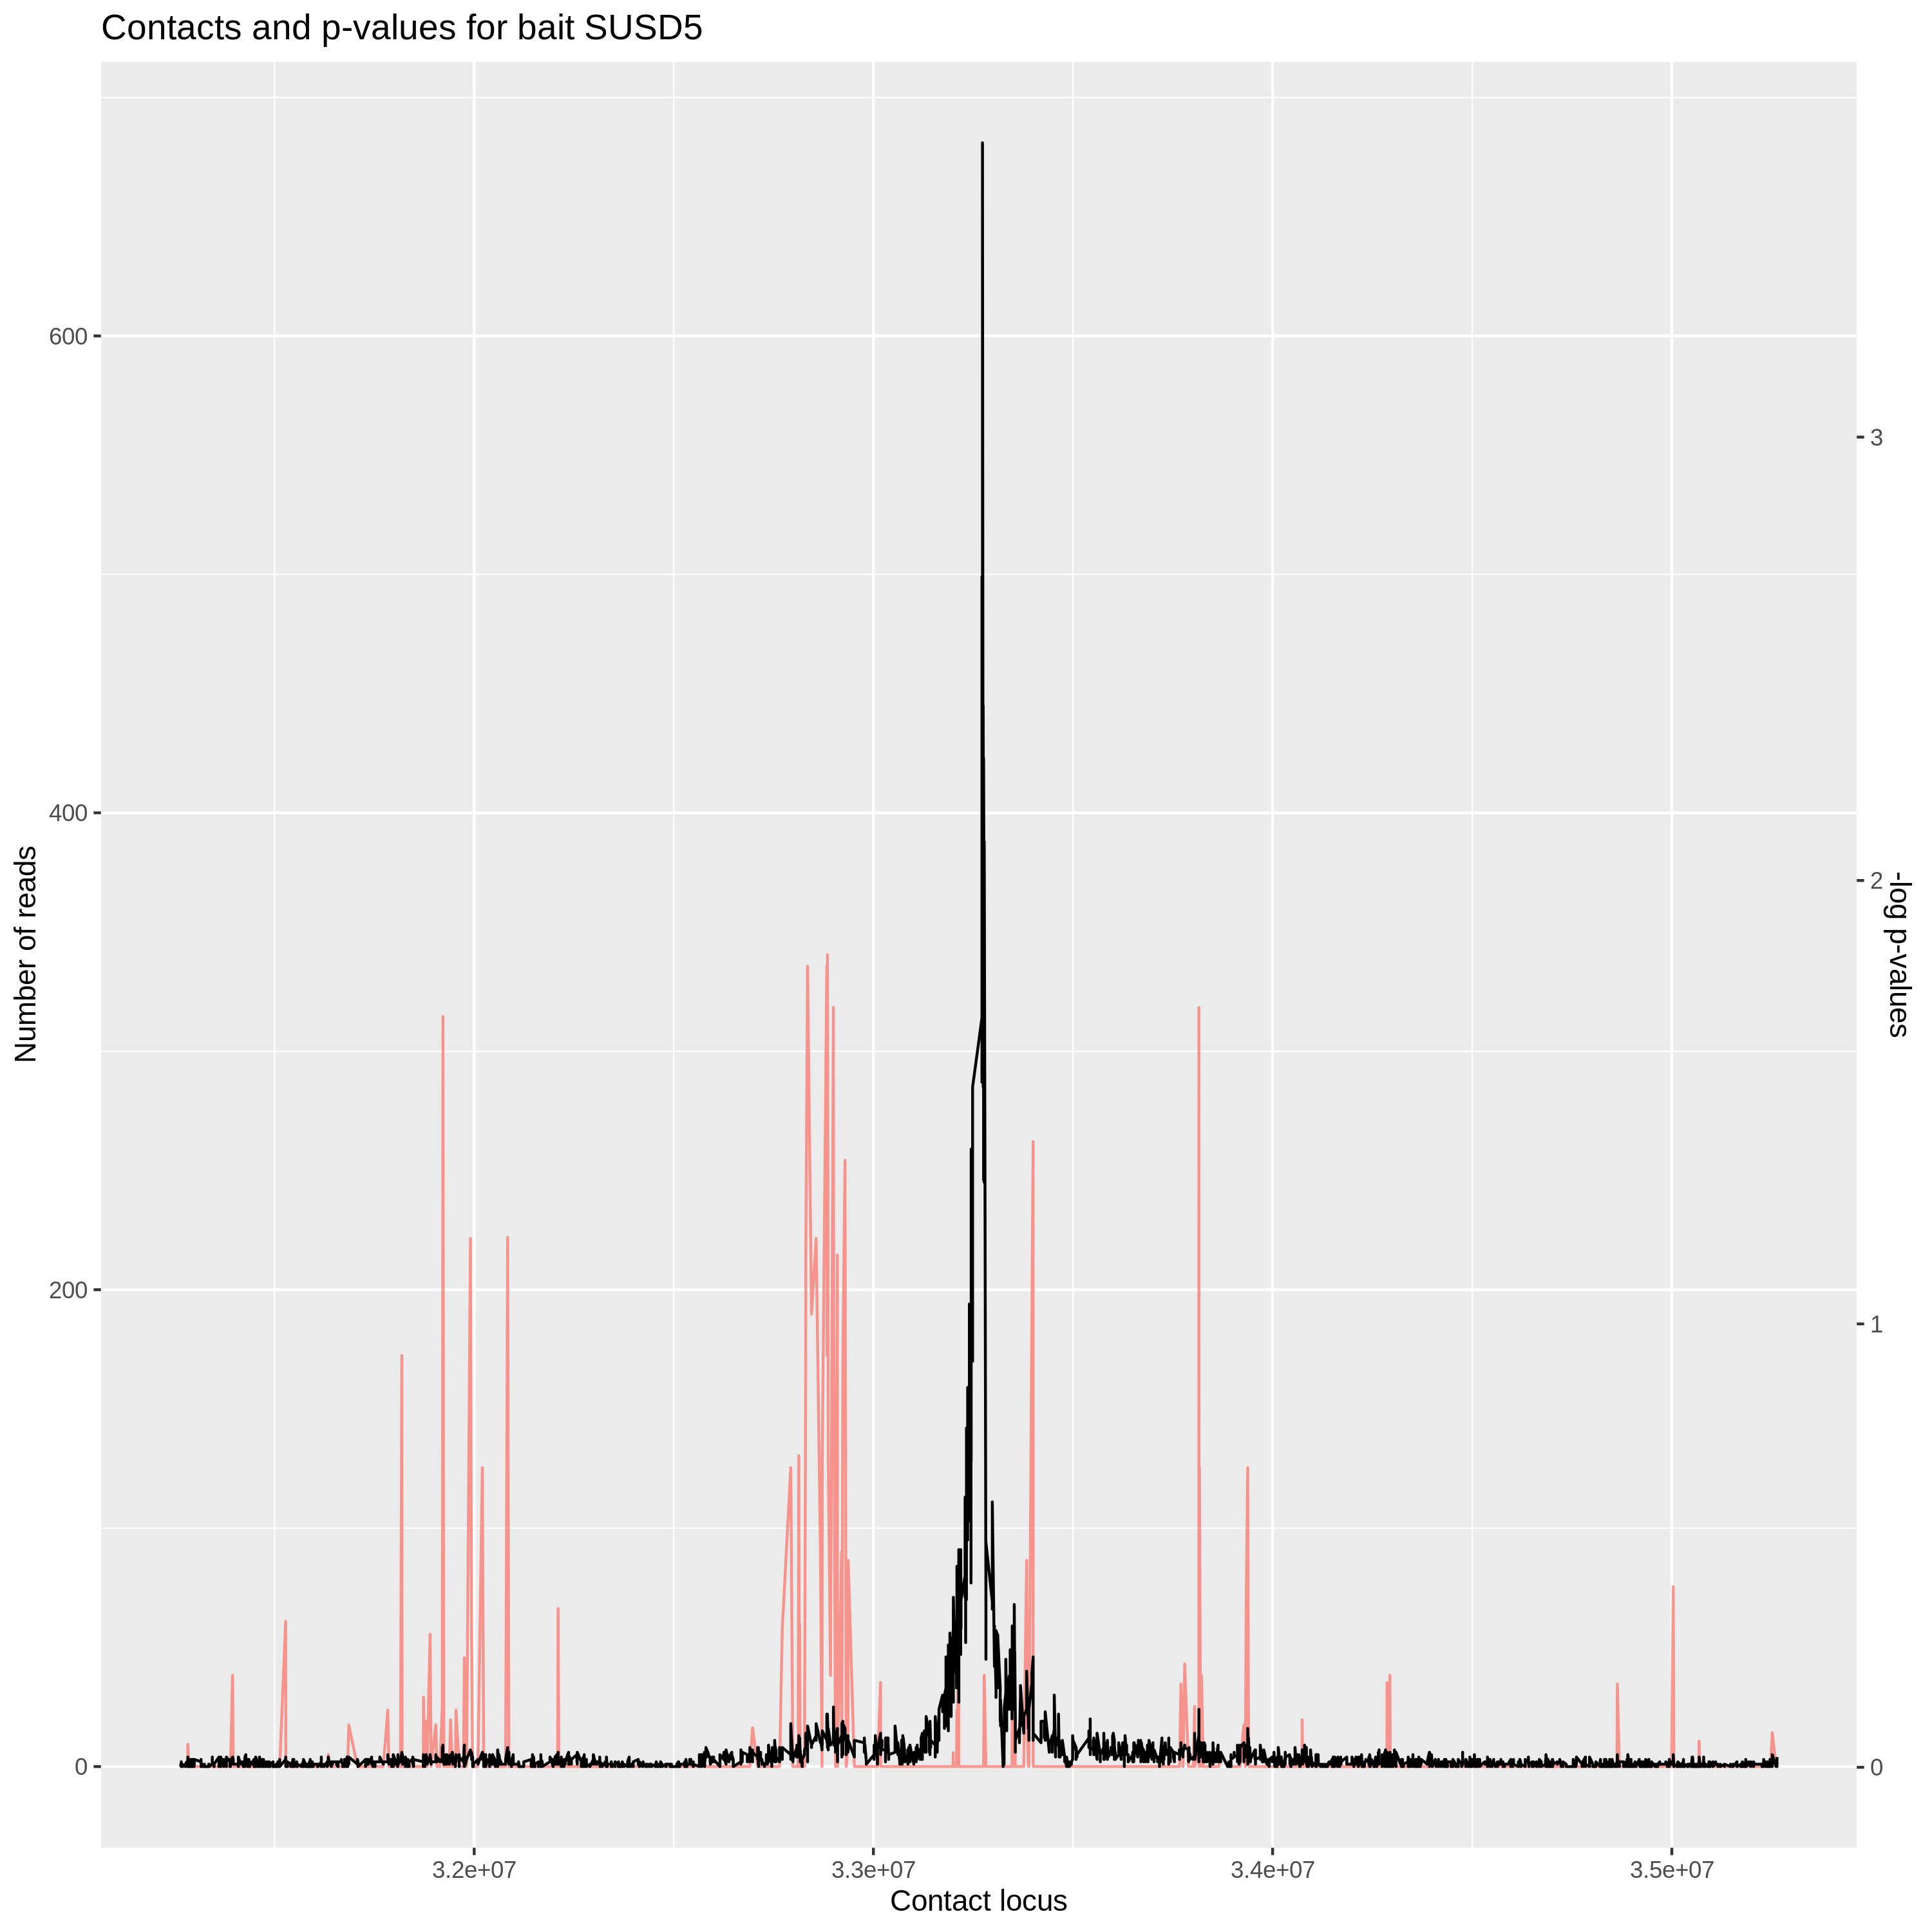 Contacts and p-values for bait SUSD5
600
400
200
0
3
2
1
0
Number of reads
-log p-values
3.2e+07
3.3e+07
3.4e+07
3.5e+07
Contact locus